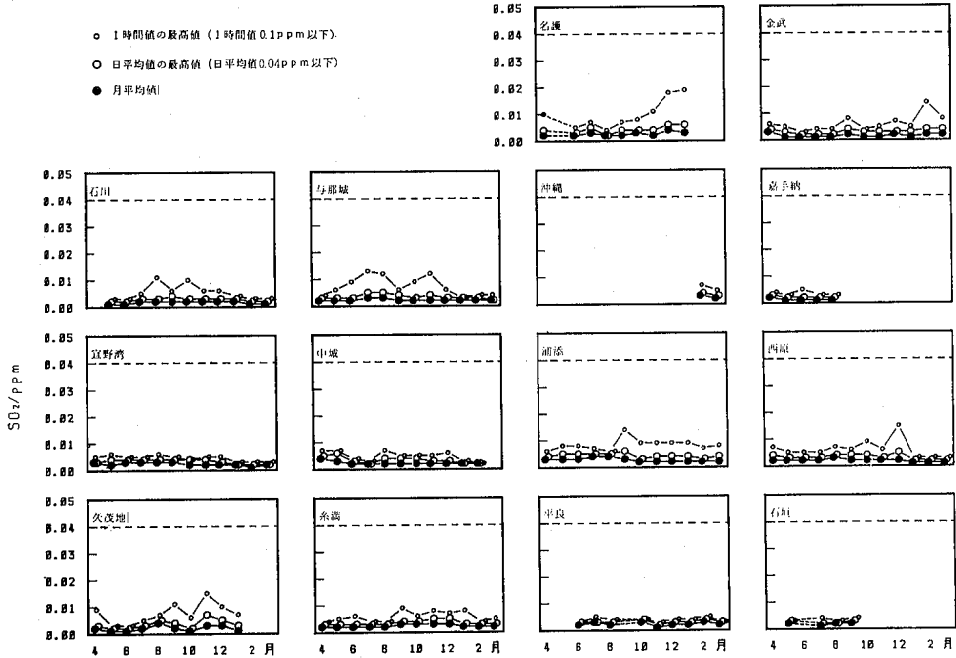 1時間値の最高値 (1時間値0.1ppm以下)
日平均値の最高値 (日平均値0.04ppm以下)
月平均値
0.05
0.04
0.03
0.02
0.01
0.00
名護
金武
0.05
0.04
0.03
0.02
0.01
0.00
石川
与那城
沖縄
嘉手納
0.05
0.04
0.03
0.02
0.01
0.00
宜野湾
中城
浦添
西原
SO₂/ppm
0.05
0.04
0.03
0.02
0.01
0.00
久茂地
糸満
平良
石垣
4 6 8 10 12 2 月
4 6 8 10 12 2 月
4 6 8 10 12 2 月
4 6 8 10 12 2 月